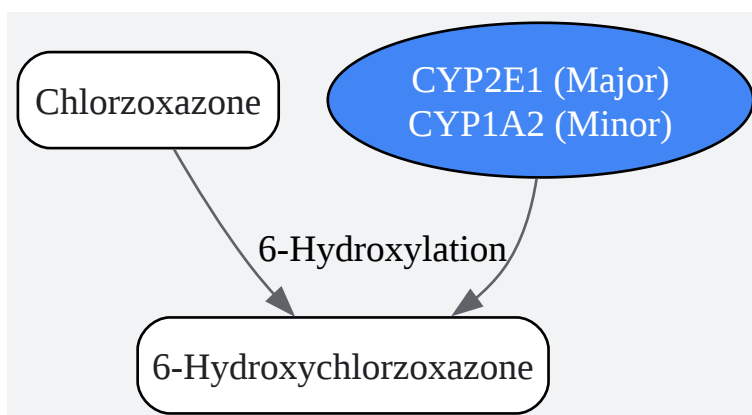 Chlorzoxazone
CYP2E1 (Major)
CYP1A2 (Minor)
6-Hydroxylation
6-Hydroxychlorzoxazone